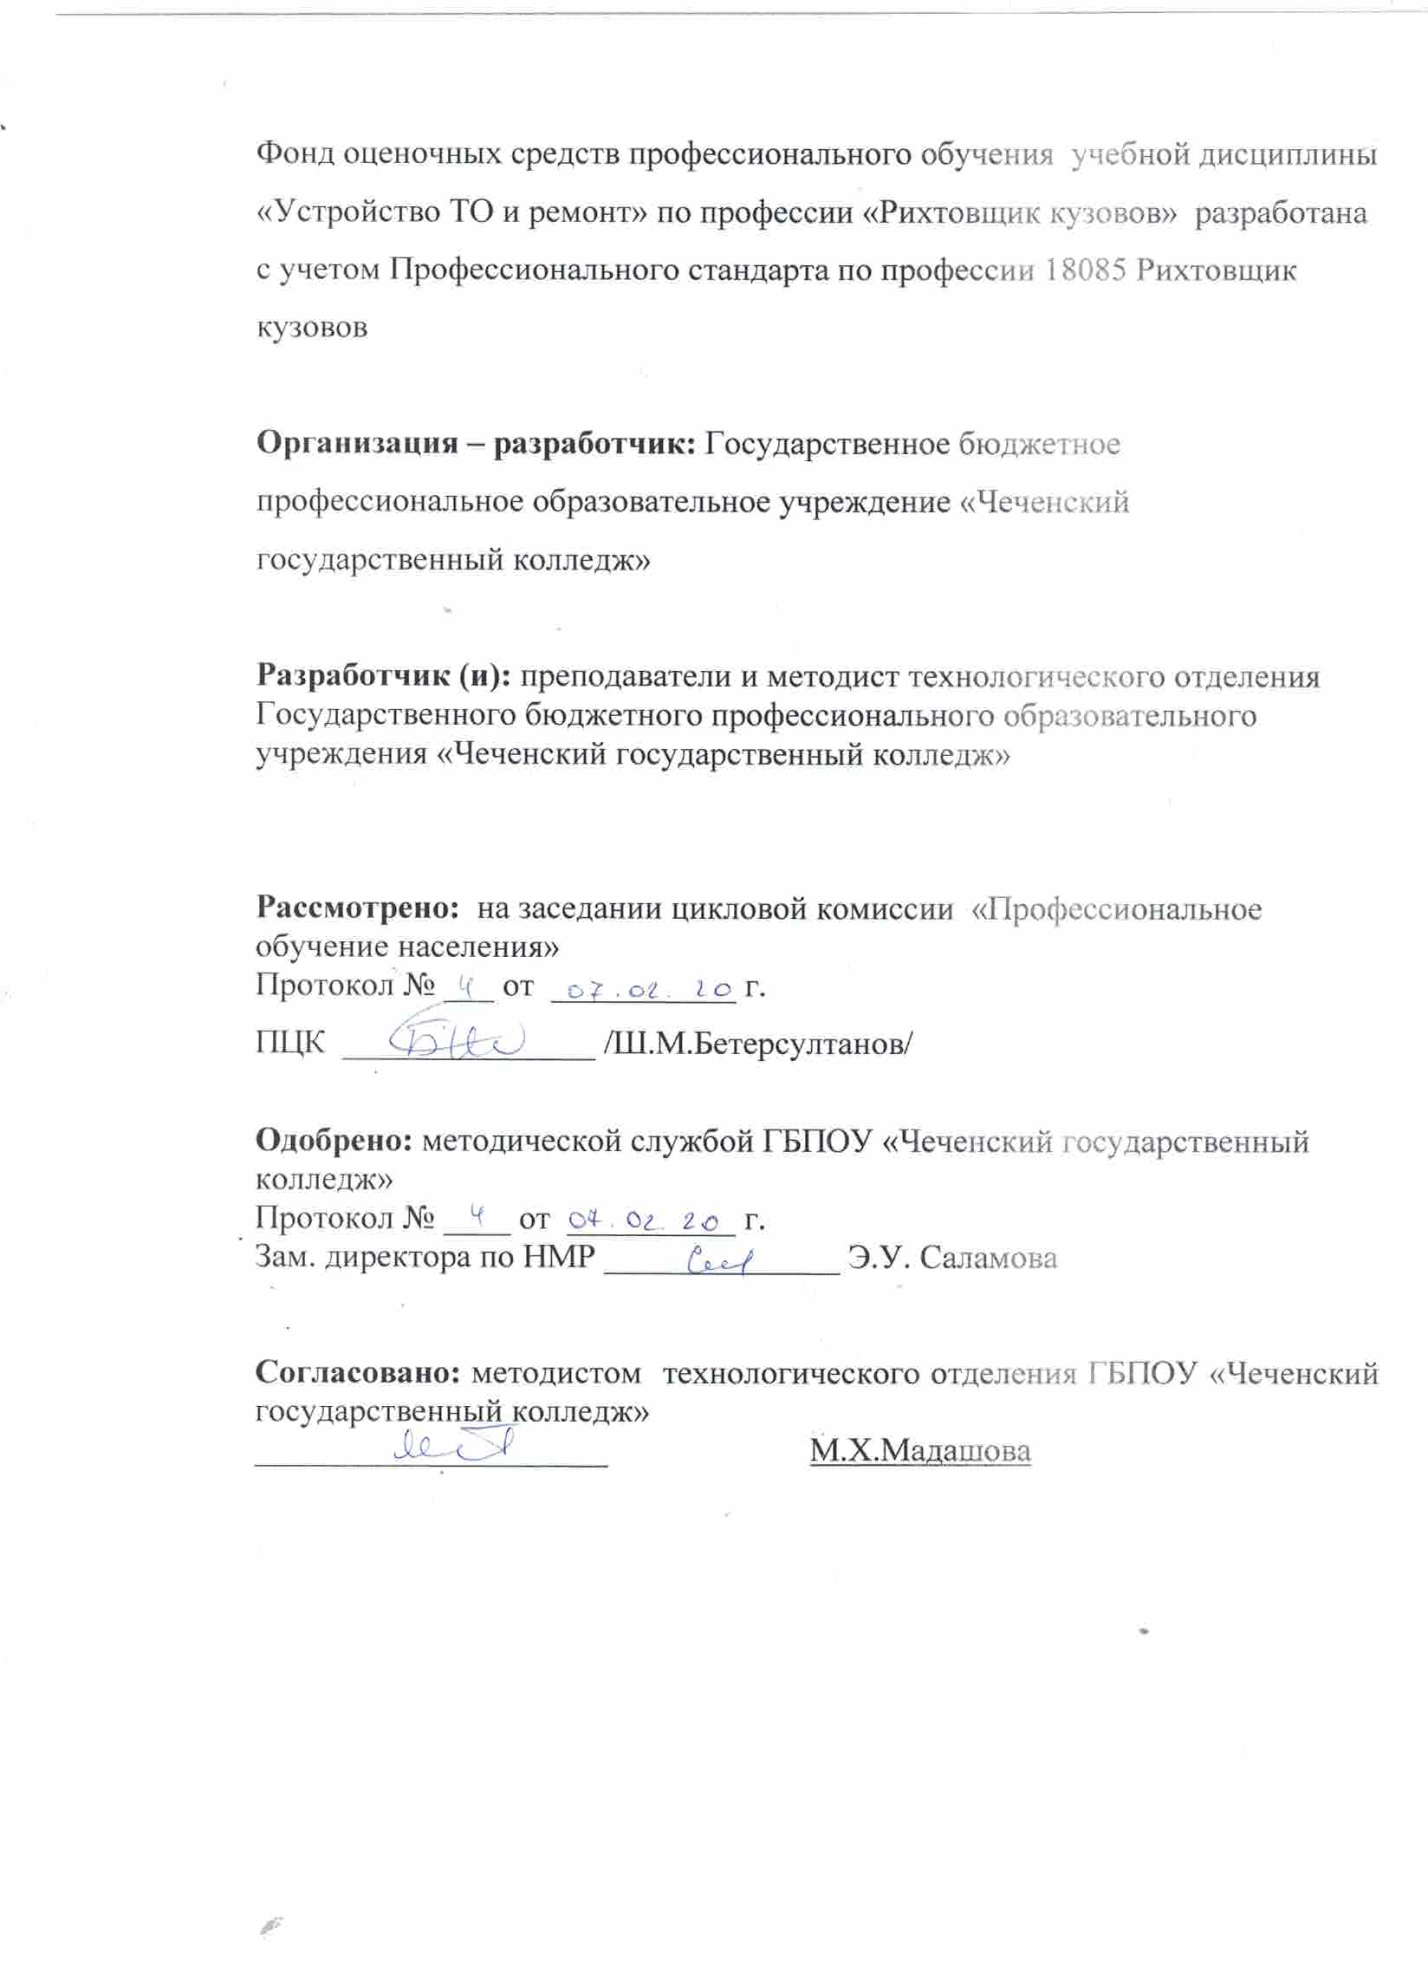 Фонд оценочных средств профессионального обучения учебной дисциплины
«Устройство ТО и ремонт» по профессии «Рихтовщик кузовов» разработана
с учетом Профессионального стандарта по профессии 18085 Рихтовщик
кузовов
Организация – разработчик: Государственное бюджетное
профессиональное образовательное учреждение «Чеченский
государственный колледж»
Разработчик (и): преподаватели и методист технологического отделения
Государственного бюджетного профессионального образовательного
учреждения «Чеченский государственный колледж»
Рассмотрено: на заседании цикловой комиссии «Профессиональное
обучение населения»
Протокол № 4 от 07.02. 20 г.
ПЦК /Ш.М.Бетерсултанов/
Одобрено: методической службой ГБПОУ «Чеченский государственный
колледж»
Протокол № 4 от 07.02. 20 г.
Зам. директора по НМР Э.У. Саламова
Согласовано: методистом технологического отделения ГБПОУ «Чеченский
государственный колледж»
М.Х.Мадашова